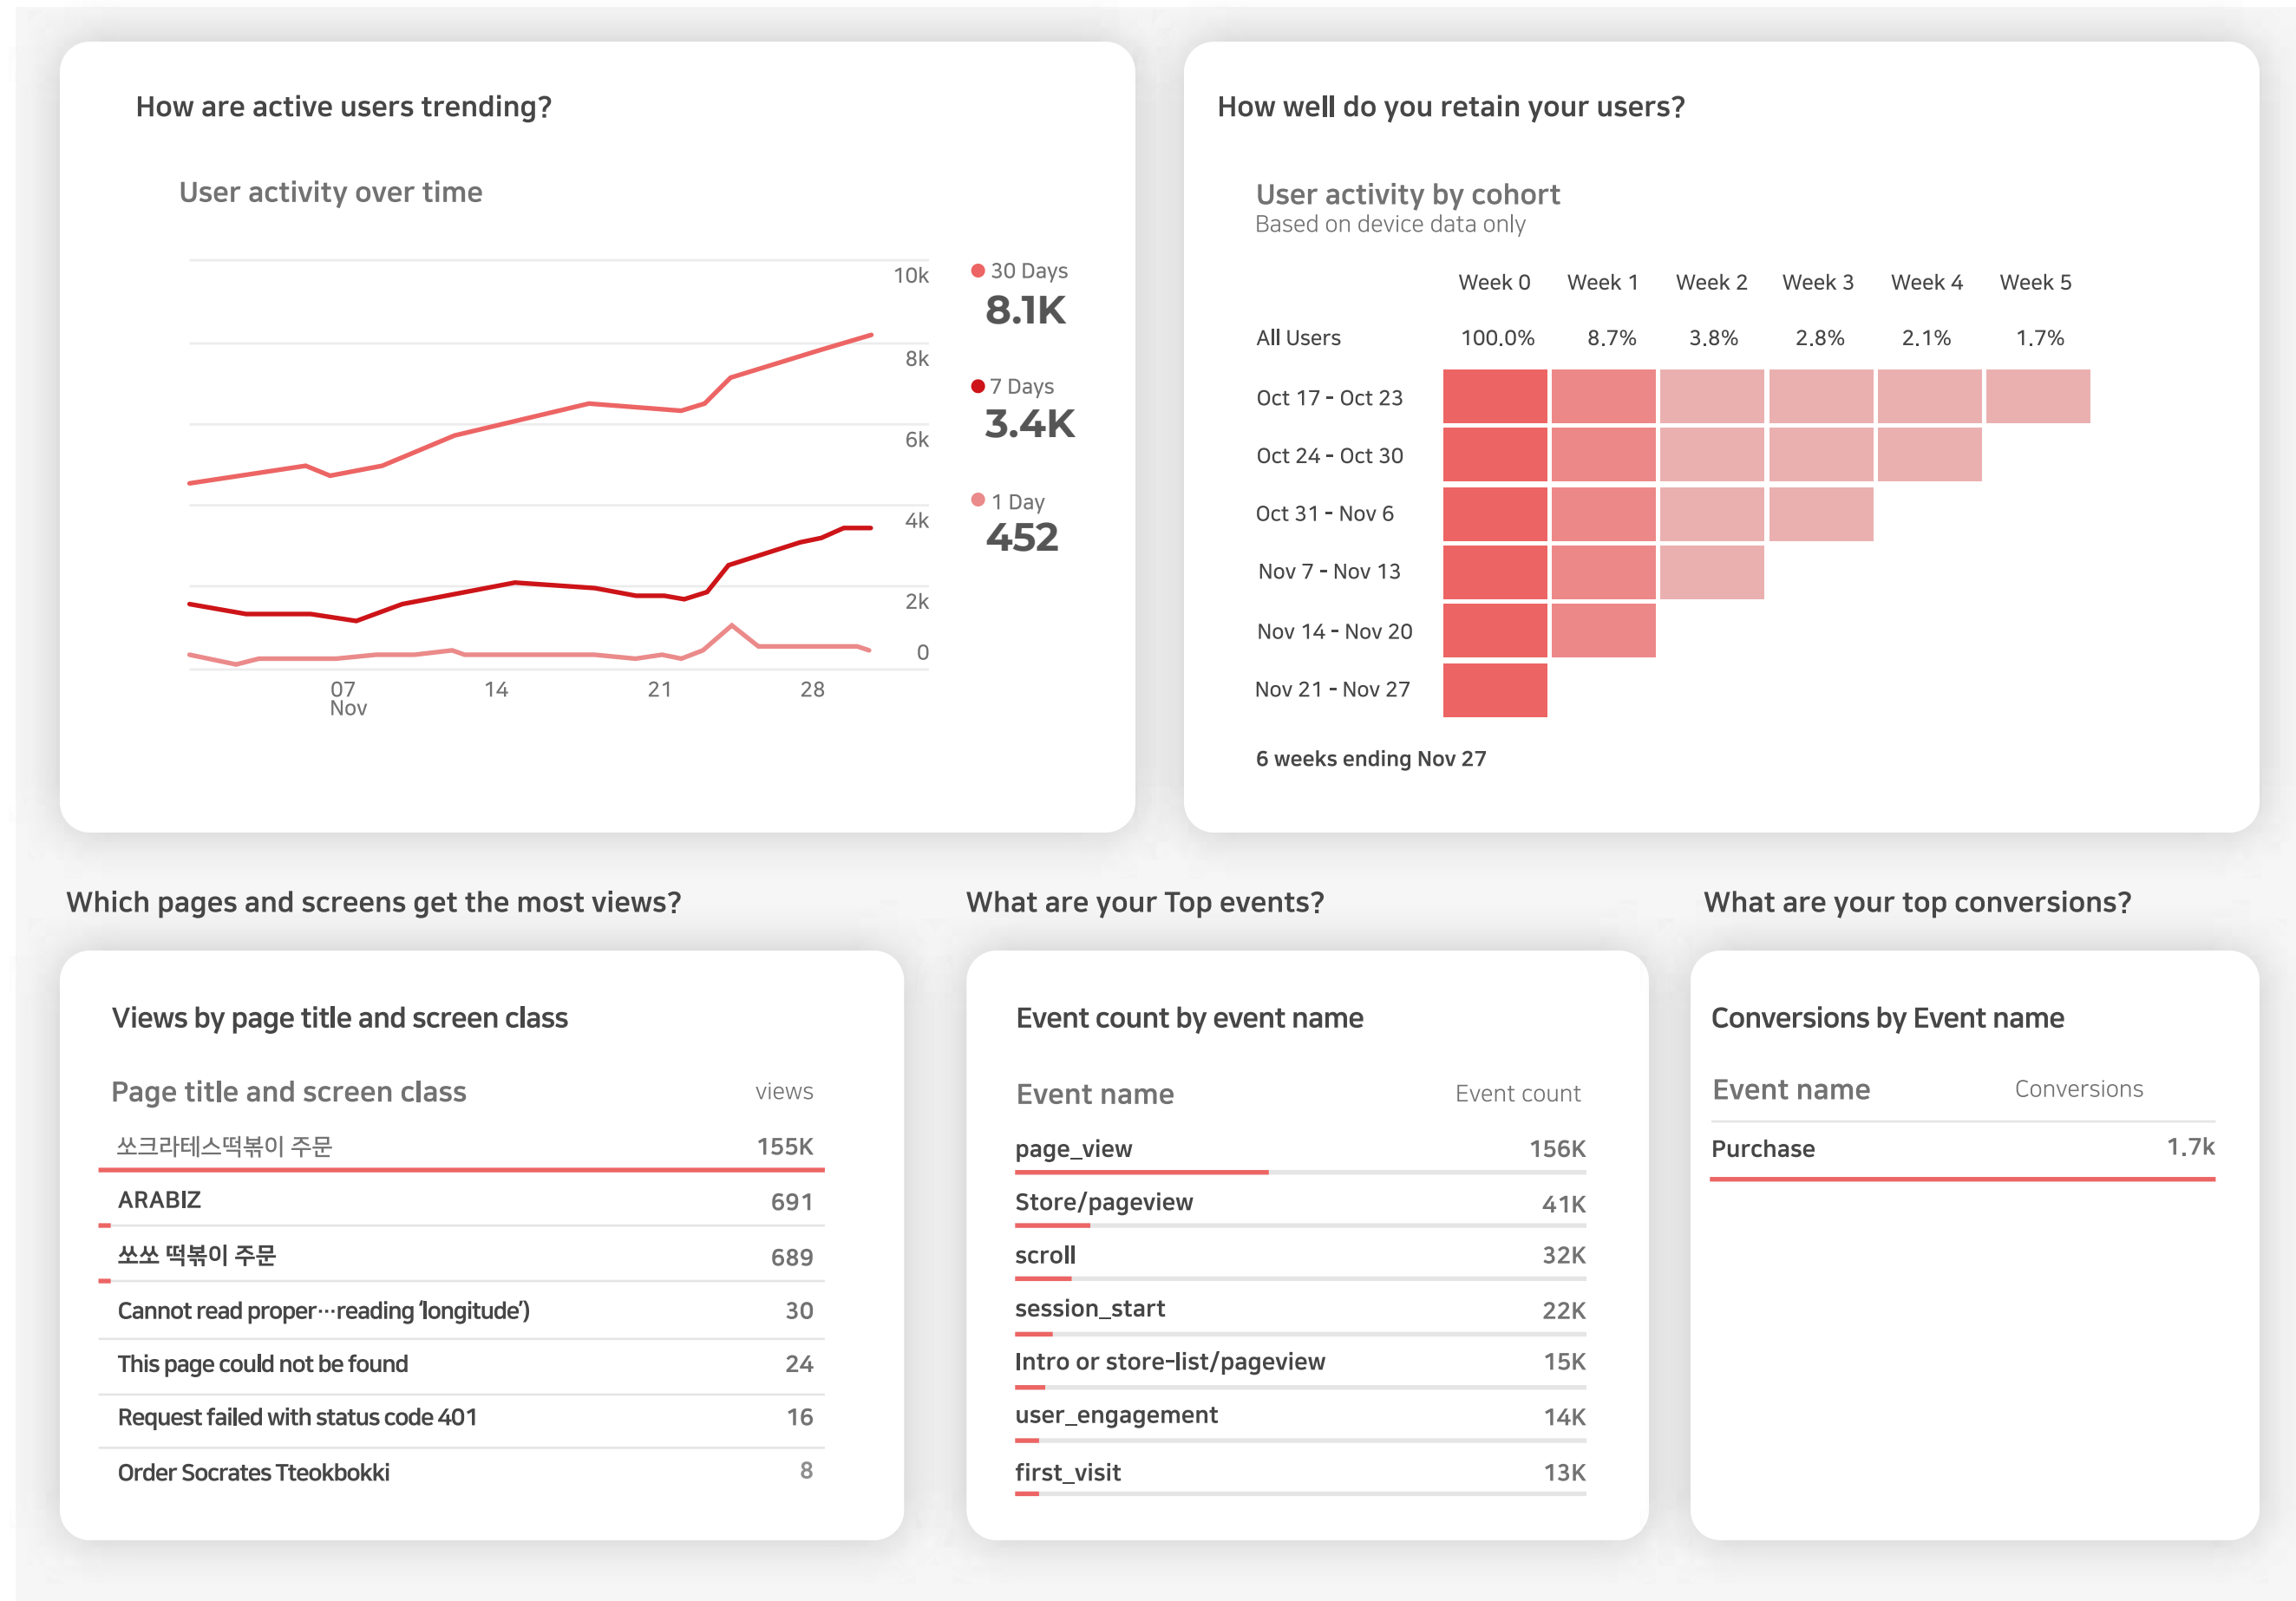 How are active users trending?
User activity over time
10k
8k
6k
4k
2k
0
07
Nov
14
21
28
30 Days
8.1K
7 Days
3.4K
1 Day
452
How well do you retain your users?
User activity by cohort
Based on device data only
Week 0 Week 1 Week 2 Week 3 Week 4 Week 5
All Users 100.0% 8.7% 3.8% 2.8% 2.1% 1.7%
Oct 17 - Oct 23
Oct 24 - Oct 30
Oct 31 - Nov 6
Nov 7 - Nov 13
Nov 14 - Nov 20
Nov 21 - Nov 27
6 weeks ending Nov 27
Which pages and screens get the most views?
Views by page title and screen class
Page title and screen class views
쏘크라테스떡볶이 주문 155K
ARABIZ 691
쏘쏘 떡볶이 주문 689
Cannot read proper···reading 'longitude') 30
This page could not be found 24
Request failed with status code 401 16
Order Socrates Tteokbokki 8
What are your Top events?
Event count by event name
Event name Event count
page_view 156K
Store/pageview 41K
scroll 32K
session_start 22K
Intro or store-list/pageview 15K
user_engagement 14K
first_visit 13K
What are your top conversions?
Conversions by Event name
Event name Conversions
Purchase 1.7k